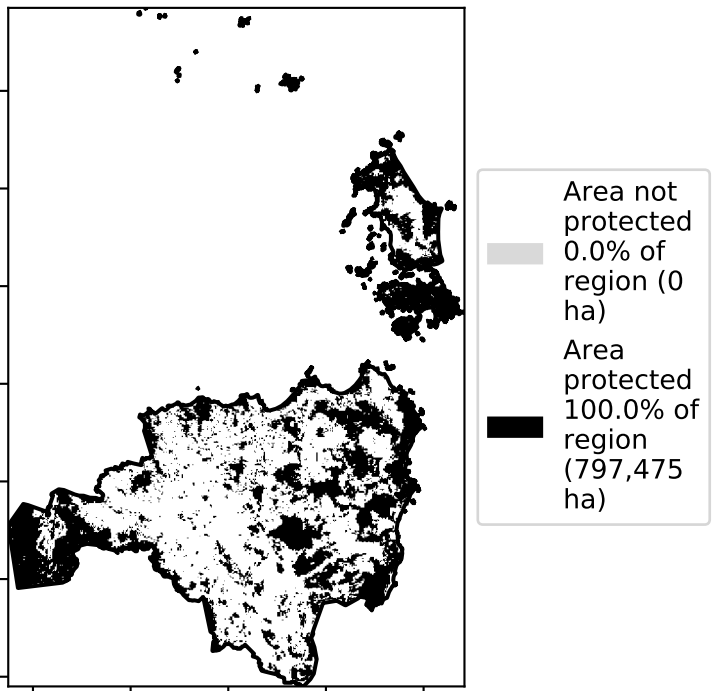 Area not
protected
0.0% of
region (0
ha)
Area
protected
100.0% of
region
(797,475
ha)